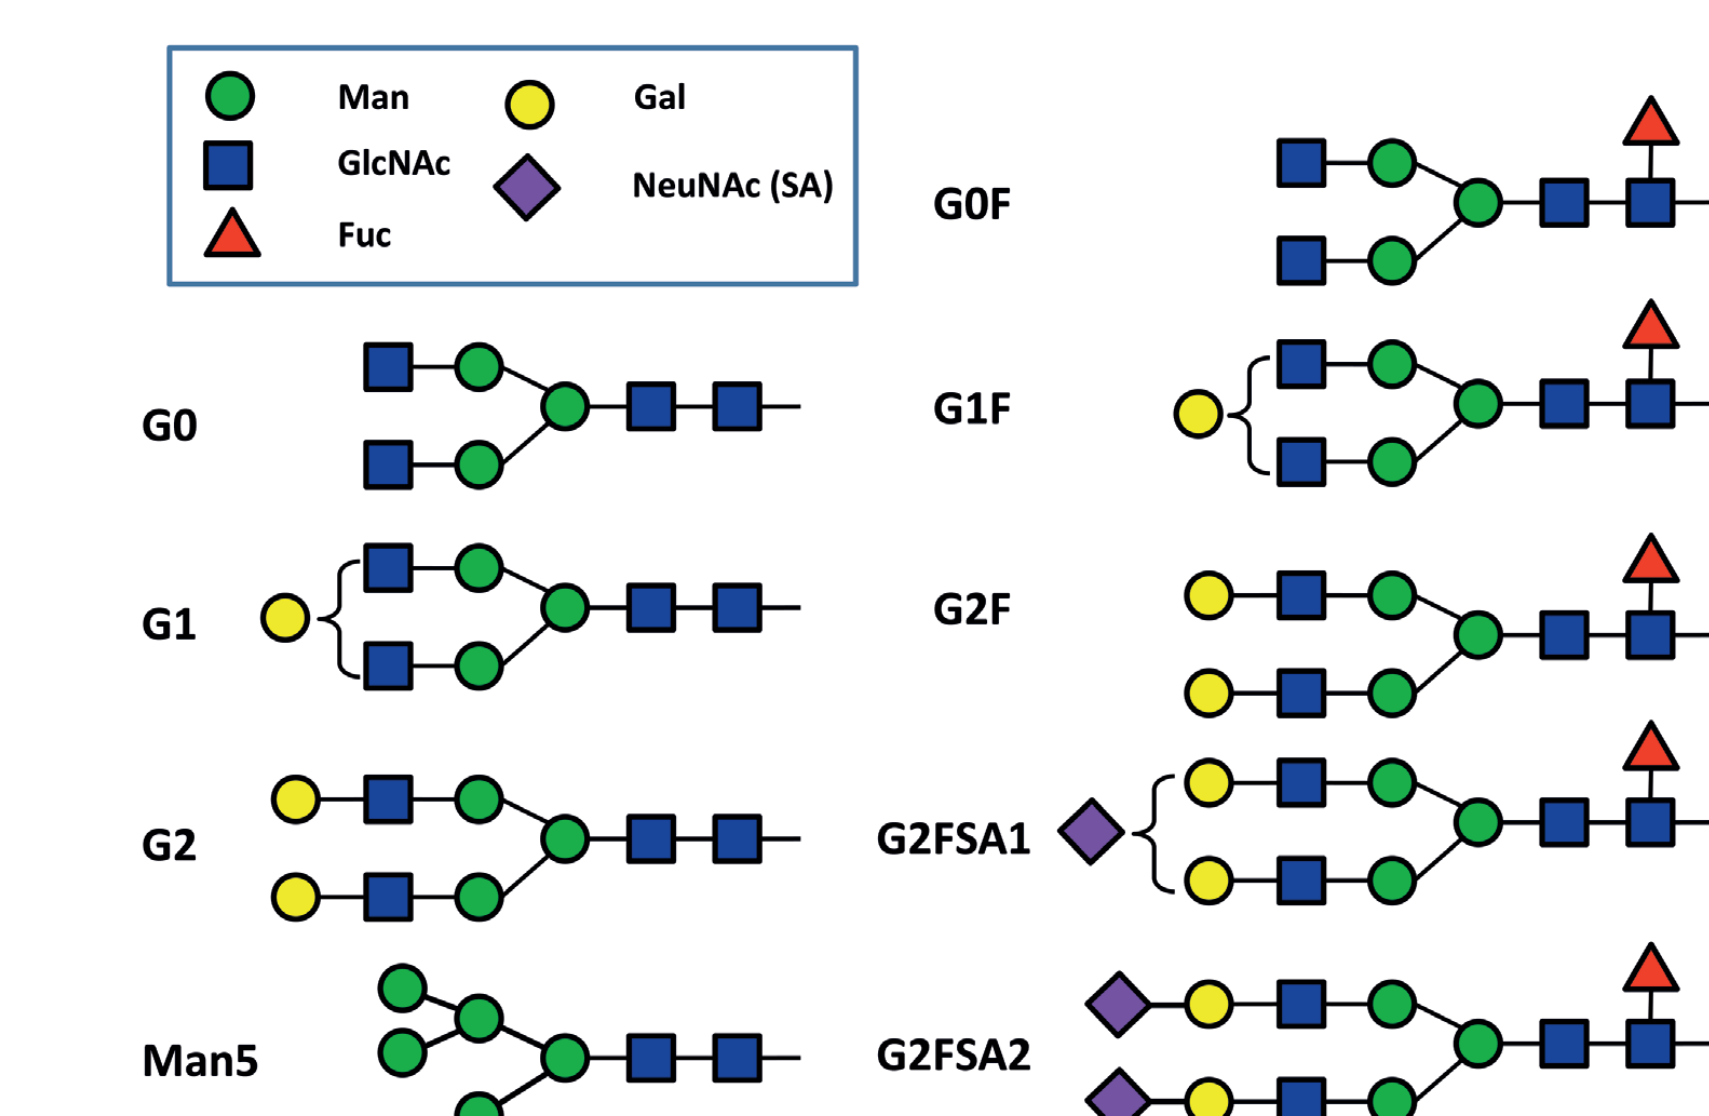 Man
Gal
GlcNAc
NeuNAc (SA)
Fuc
G0
G1
G2
Man5
G0F
G1F
G2F
G2FSA1
G2FSA2